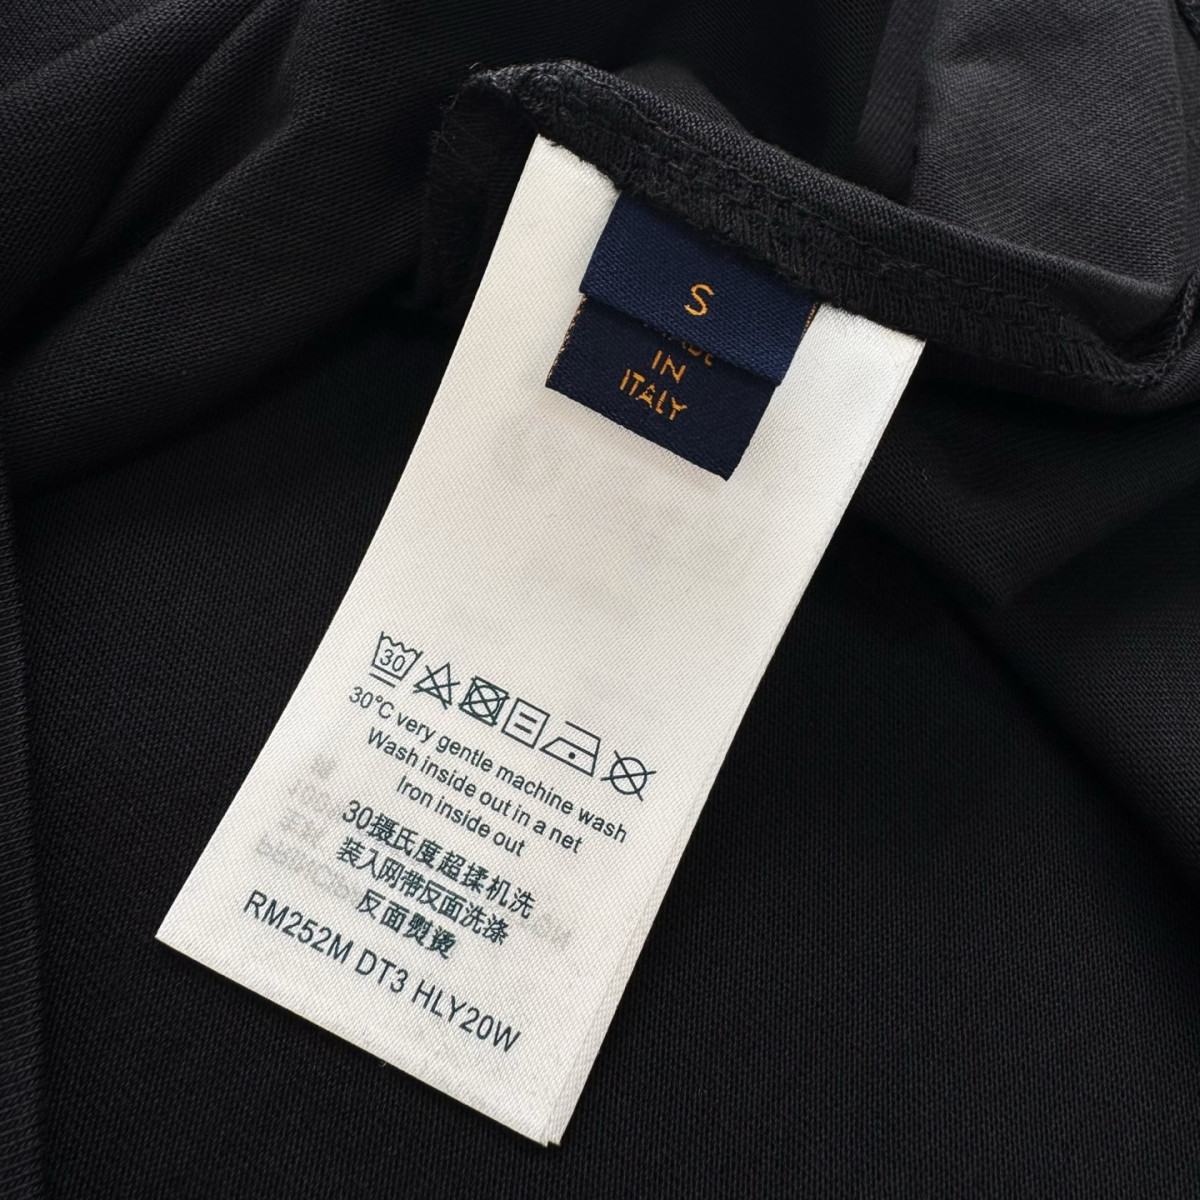 S
MADE
IN
ITALY
30
30°C very gentle machine wash
Wash inside out in a net
Iron inside out
30摄氏度超揉机洗
装入网带反面洗涤
反面熨烫
RM252M DT3 HLY20W